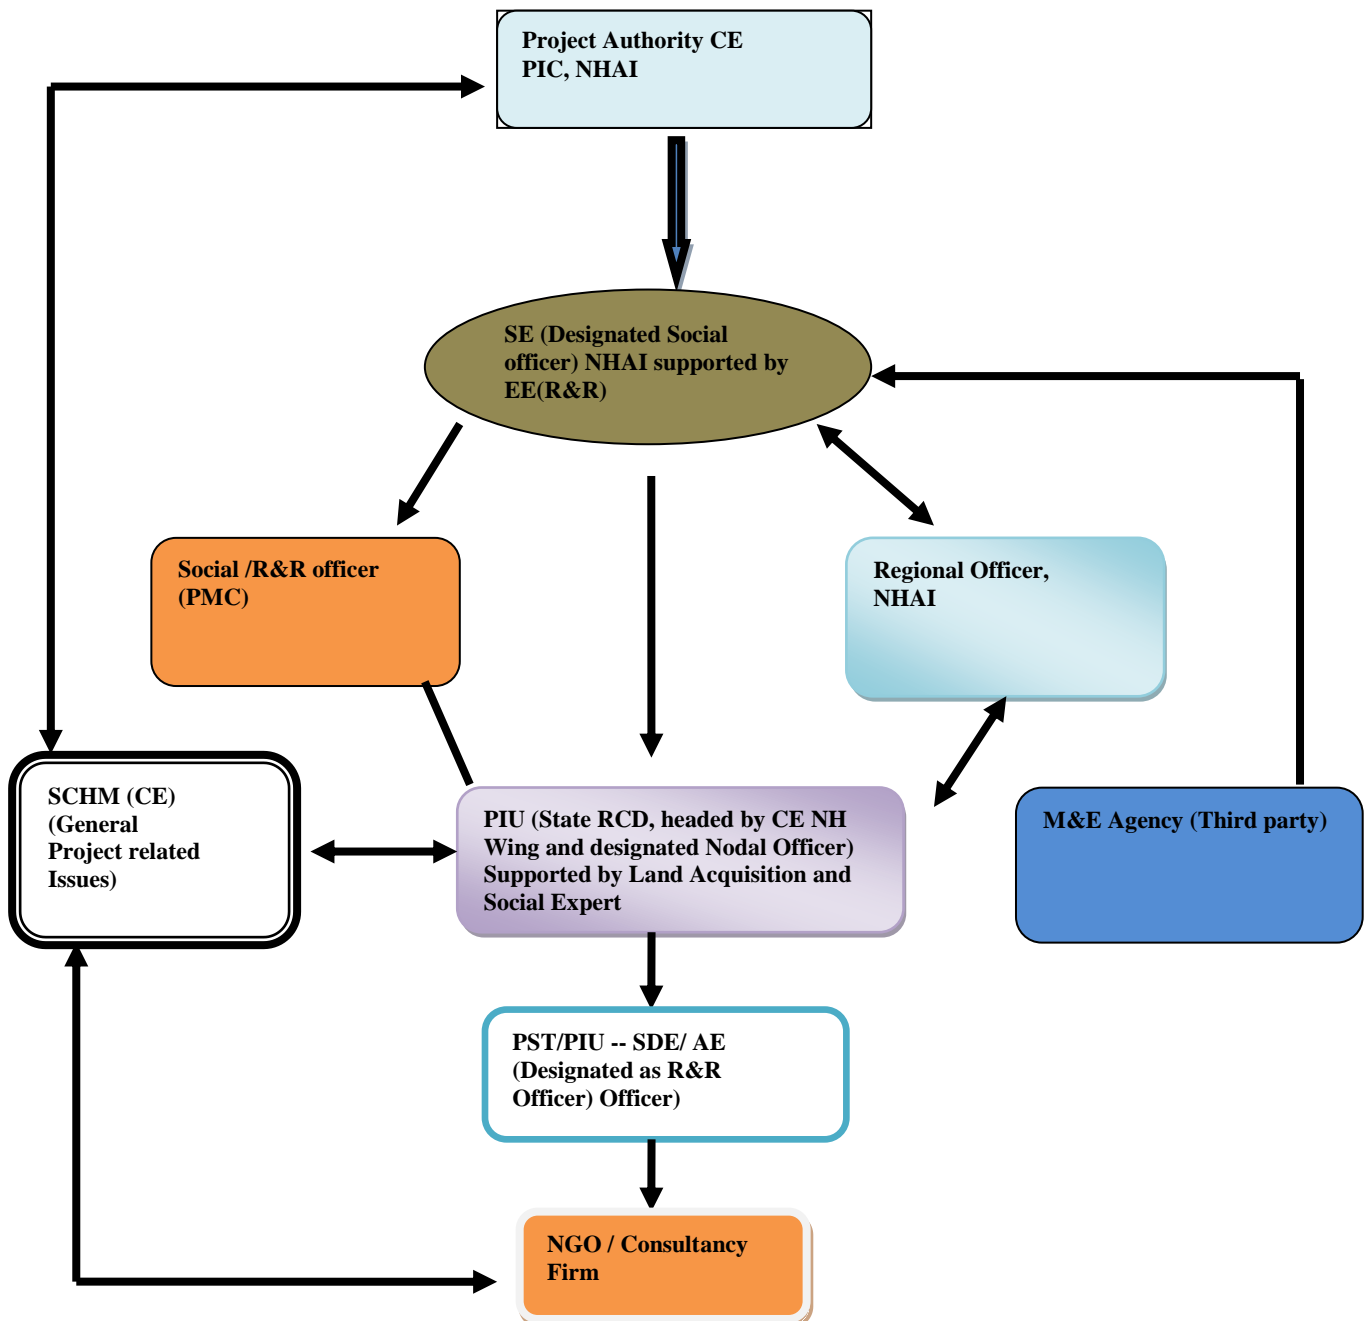 Project Authority CE
PIC, NHAI
SE (Designated Social
officer) NHAI supported by
EE(R&R)
Social /R&R officer
(PMC)
Regional Officer,
NHAI
SCHM (CE)
(General
Project related
Issues)
PIU (State RCD, headed by CE NH
Wing and designated Nodal Officer)
Supported by Land Acquisition and
Social Expert
M&E Agency (Third party)
PST/PIU -- SDE/ AE
(Designated as R&R
Officer) Officer)
NGO / Consultancy
Firm